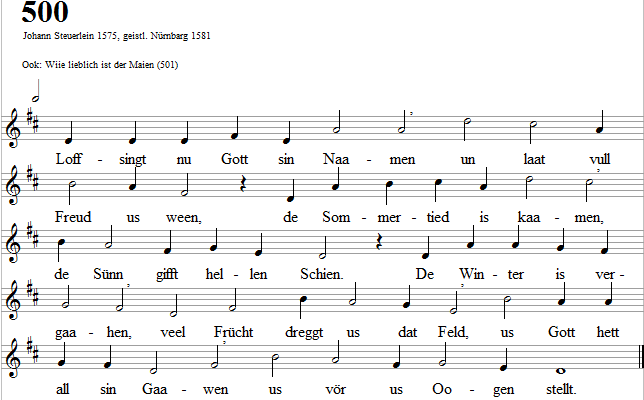 500
Johann Steuerlein 1575, geistl. Nürnbarg 1581
Ook: Wiie lieblich ist der Maien (501)
Loff - singt nu Gott sin Naa - men un laat vull
Freud us ween, de Som - mer - tied is kaa - men,
de Sünn gifft hel - len Schien. De Win - ter is ver -
gaa - hen, veel Frücht dreggt us dat Feld, us Gott hett
all sin Gaa - wen us vör us Oo - gen stellt.